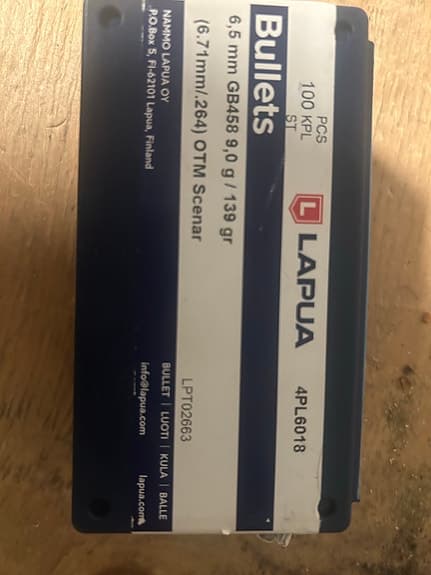 PCS
100 KPL
ST
LAPUA
4PL6018
Bullets
6,5 mm GB458 9,0 g / 139 gr
(6.71mm/.264) OTM Scenar
LPT02663
NAMMO LAPUA OY
P.O.Box 5, FI-62101 Lapua, Finland
BULLET | LUOTI | KULA | BALLE
info@lapua.com
lapua.com